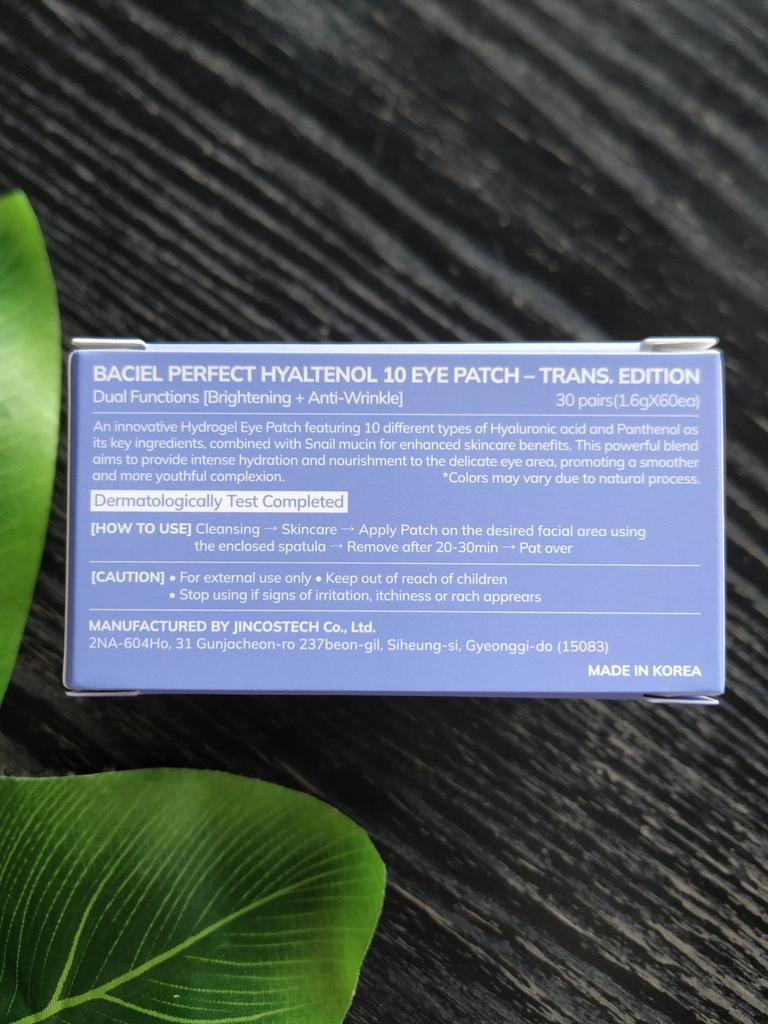 BACIEL PERFECT HYALTENOL 10 EYE PATCH – TRANS. EDITION
Dual Functions [Brightening + Anti-Wrinkle] 30 pairs(1.6gX60ea)
An innovative Hydrogel Eye Patch featuring 10 different types of Hyaluronic acid and Panthenol as
its key ingredients, combined with Snail mucin for enhanced skincare benefits. This powerful blend
aims to provide intense hydration and nourishment to the delicate eye area, promoting a smoother
and more youthful complexion. *Colors may vary due to natural process.
Dermatologically Test Completed
[HOW TO USE] Cleansing → Skincare → Apply Patch on the desired facial area using
the enclosed spatula → Remove after 20-30min → Pat over
[CAUTION] • For external use only • Keep out of reach of children
• Stop using if signs of irritation, itchiness or rach apprears
MANUFACTURED BY JINCOSTECH Co., Ltd.
2NA-604Ho, 31 Gunjacheon-ro 237beon-gil, Siheung-si, Gyeonggi-do (15083)
MADE IN KOREA